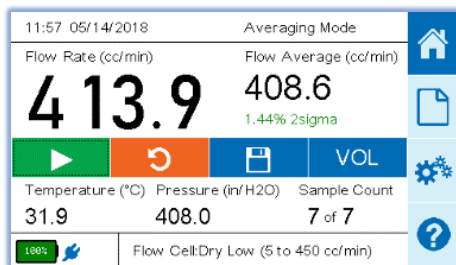 11:57 05/14/2018 Averaging Mode
Flow Rate (cc/min) Flow Average (cc/min)
413.9 408.6
1.44% 2sigma
VOL
Temperature (°C) Pressure (in/H2O) Sample Count
31.9 408.0 7 of 7
100% Flow Cell:Dry Low (5 to 450 cc/min)
?